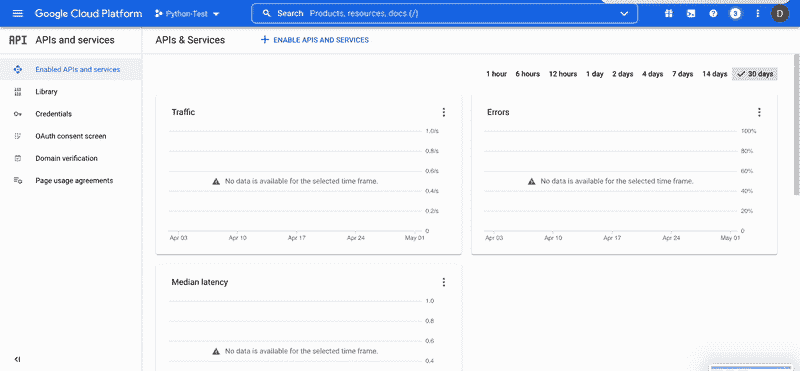 Google Cloud Platform
Python-Test
Search Products, resources, docs (/)
3
D
API APIs and services
APIs & Services
+ ENABLE APIS AND SERVICES
Enabled APIs and services
Library
Credentials
OAuth consent screen
Domain verification
Page usage agreements
1 hour 6 hours 12 hours 1 day 2 days 4 days 7 days 14 days 30 days
Traffic
1.0/s
0.8/s
0.6/s
No data is available for the selected time frame.
0.4/s
0.2/s
0
Apr 03 Apr 10 Apr 17 Apr 24 May 01
Errors
100%
80%
60%
No data is available for the selected time frame.
40%
20%
0
Apr 03 Apr 10 Apr 17 Apr 24 May 01
Median latency
1.0
0.8
0.6
No data is available for the selected time frame.
0.4